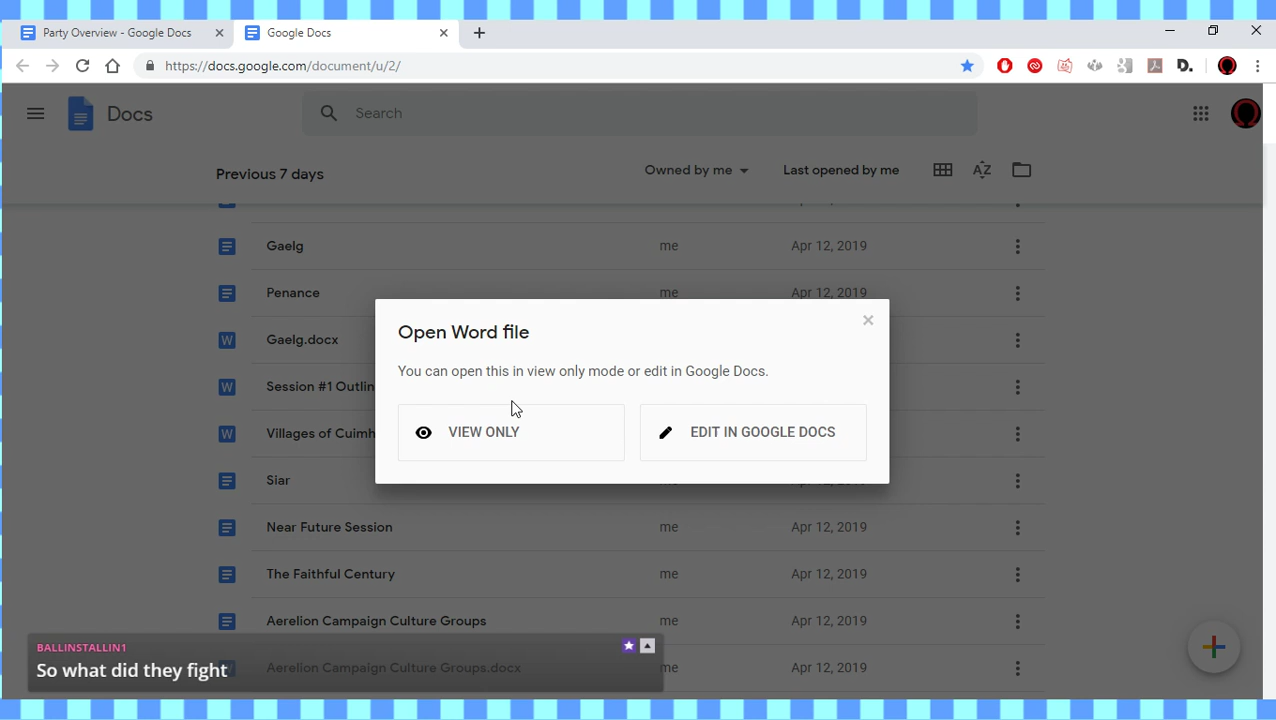 Party Overview - Google Docs
Google Docs
https://docs.google.com/document/u/2/
Docs
Search
Previous 7 days
Owned by me
Last opened by me
Gaelg me Apr 12, 2019
Penance me Apr 12, 2019
Gaelg.docx
Session #1 Outlin
Villages of Cuimh
Siar me Apr 12, 2019
Open Word file
You can open this in view only mode or edit in Google Docs.
VIEW ONLY
EDIT IN GOOGLE DOCS
Near Future Session me Apr 12, 2019
The Faithful Century me Apr 12, 2019
Aerelion Campaign Culture Groups me Apr 12, 2019
Aerelion Campaign Culture Groups.docx me Apr 12, 2019
BALLINSTALLIN1
So what did they fight